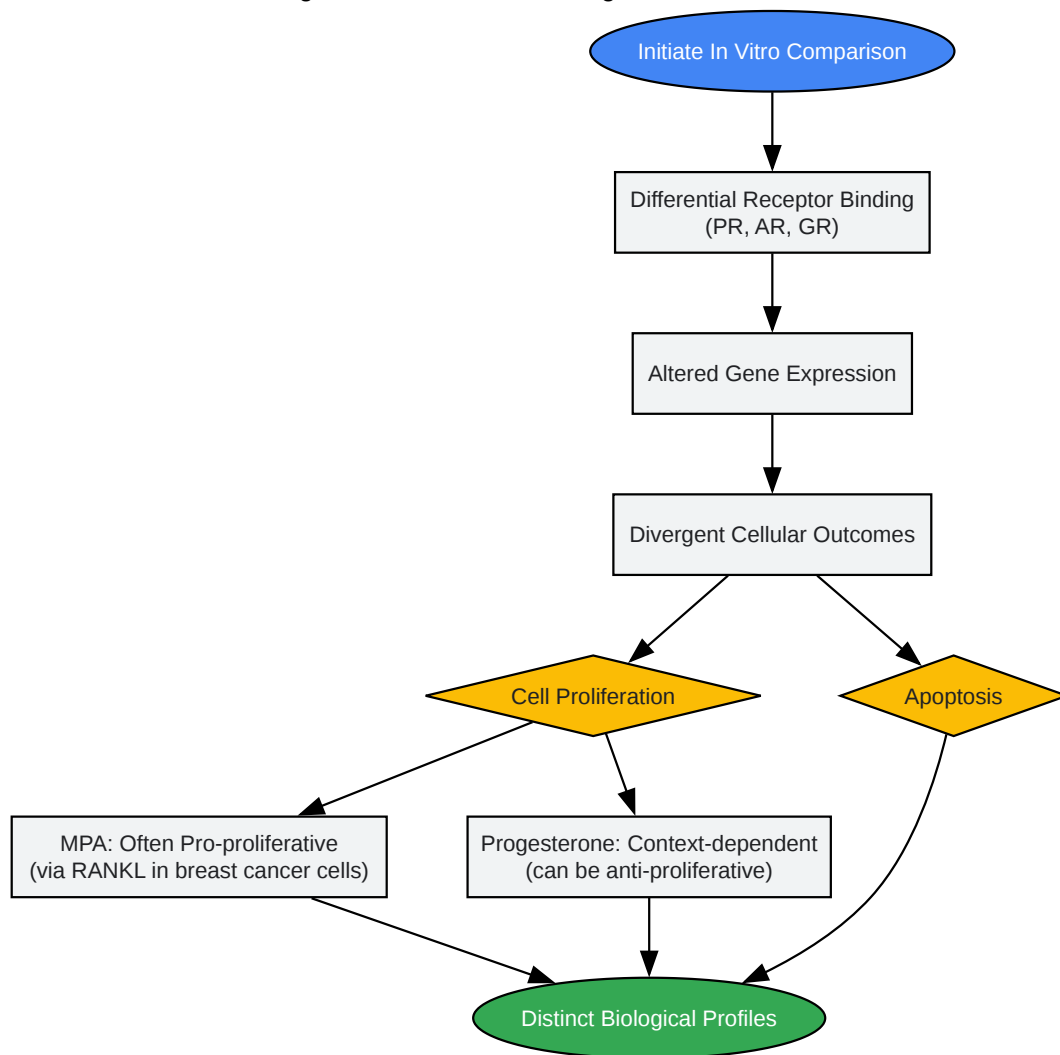 Initiate In Vitro Comparison
Differential Receptor Binding
(PR, AR, GR)
Altered Gene Expression
Divergent Cellular Outcomes
Cell Proliferation
Apoptosis
MPA: Often Pro-proliferative
(via RANKL in breast cancer cells)
Progesterone: Context-dependent
(can be anti-proliferative)
Distinct Biological Profiles